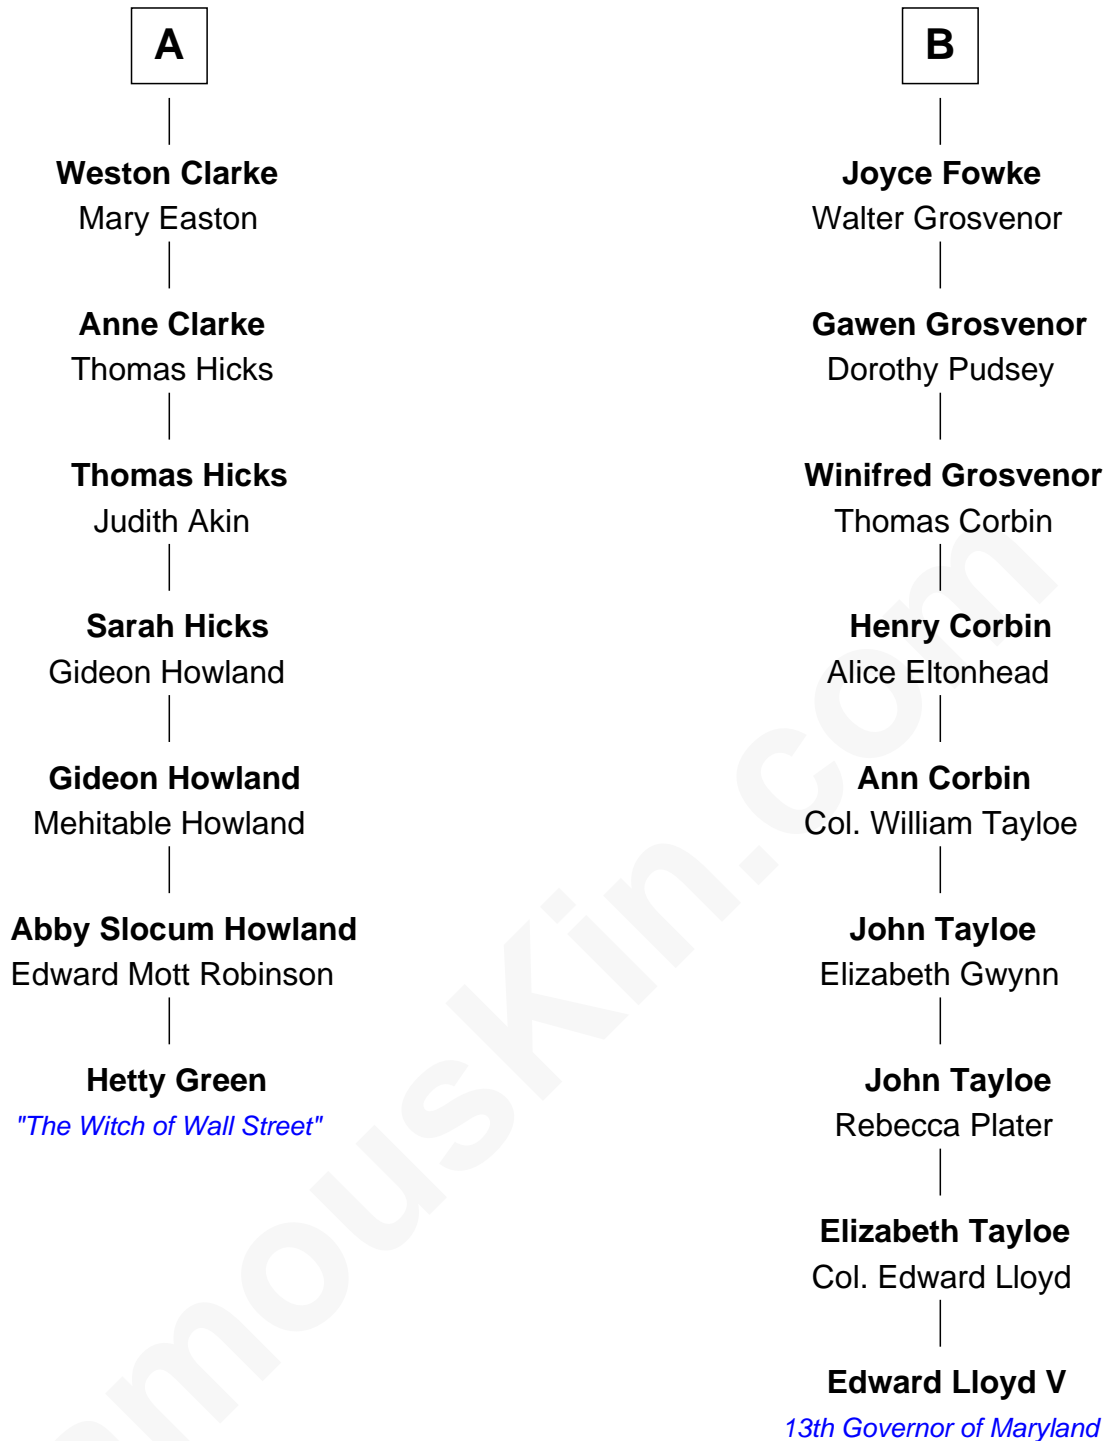 A
Weston Clarke
Mary Easton
Anne Clarke
Thomas Hicks
Thomas Hicks
Judith Akin
Sarah Hicks
Gideon Howland
Gideon Howland
Mehitable Howland
Abby Slocum Howland
Edward Mott Robinson
Hetty Green
"The Witch of Wall Street"
B
Joyce Fowke
Walter Grosvenor
Gawen Grosvenor
Dorothy Pudsey
Winifred Grosvenor
Thomas Corbin
Henry Corbin
Alice Eltonhead
Ann Corbin
Col. William Tayloe
John Tayloe
Elizabeth Gwynn
John Tayloe
Rebecca Plater
Elizabeth Tayloe
Col. Edward Lloyd
Edward Lloyd V
13th Governor of Maryland
amousKin.com